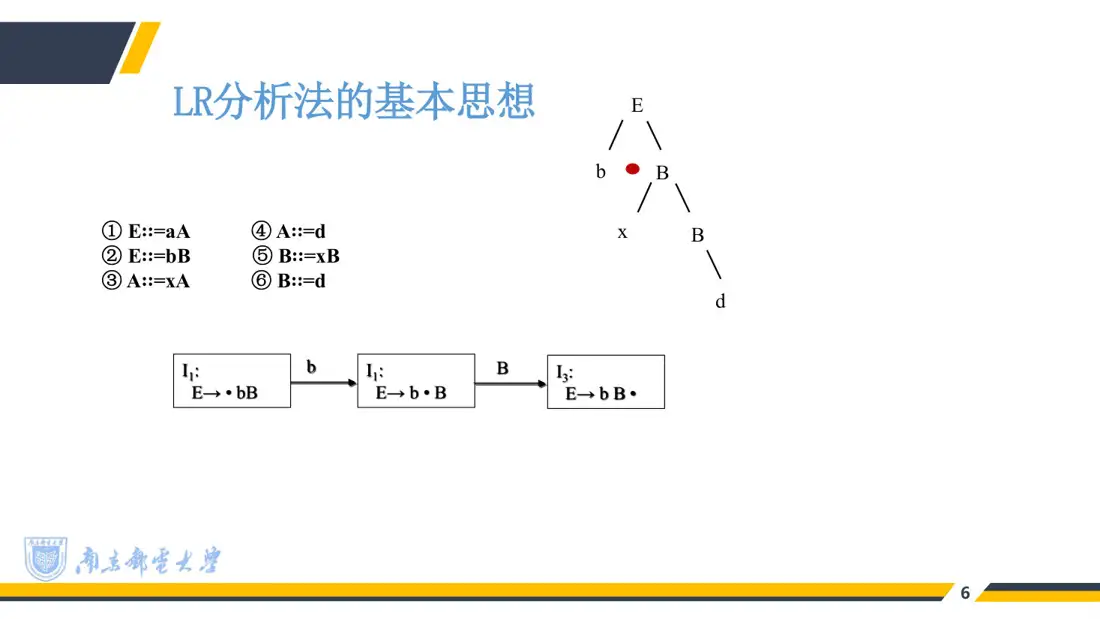 LR分析法的基本思想
E
b B
x B
d
① E::=aA ④ A::=d
② E::=bB ⑤ B::=xB
③ A::=xA ⑥ B::=d
I1: b I1: B I3:
E→ • bB E→ b • B E→ b B •
南京邮电大学
6